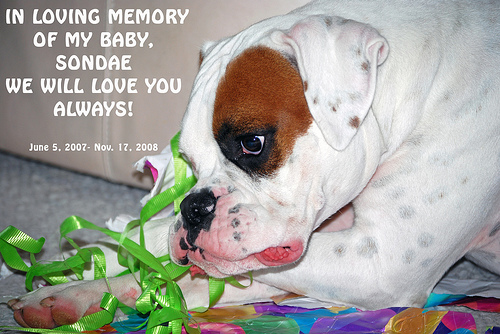 IN LOVING MEMORY
OF MY BABY,
SONDAE
WE WILL LOVE YOU
ALWAYS!
June 5, 2007- Nov. 17, 2008